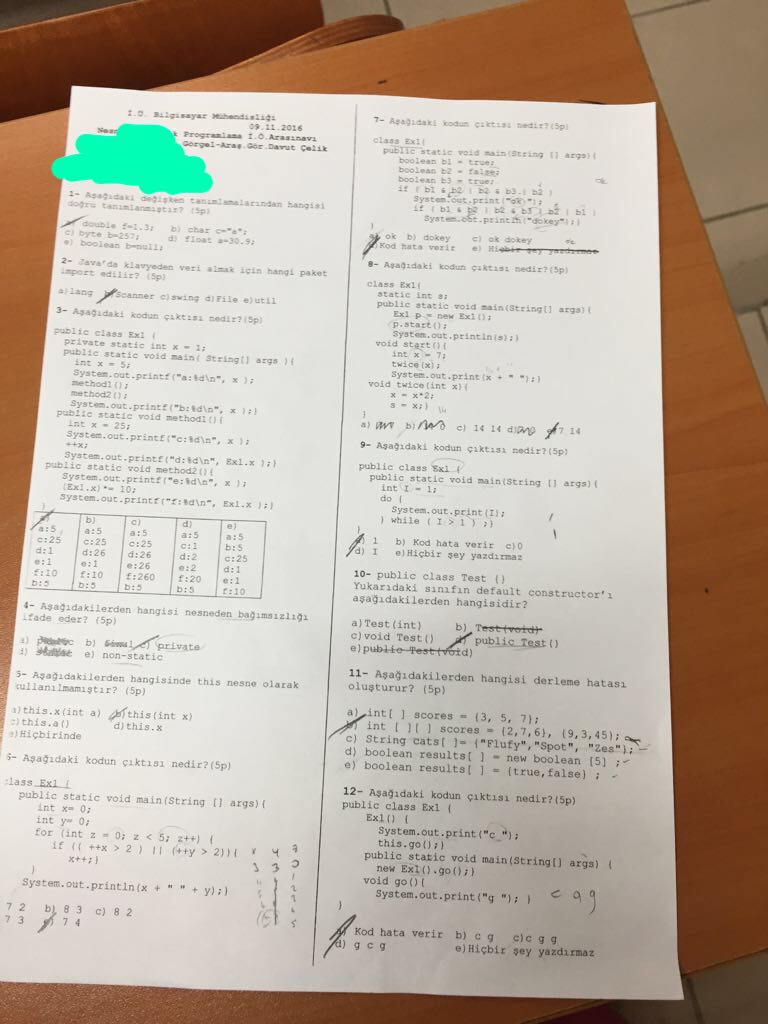 İ.Ü. Bilgisayar Mühendisliği
09.11.2016
Programlama İ.Ö.Arasınavı
Görgel-Araş.Gör.Davut Çelik
1- Aşağıdaki değişken tanımlamalarından hangisi
doğru tanımlanmıştır? (5p)
a) double f=1.3; b) char c="a";
c) byte b=257; d) float a=30.9;
e) boolean b=null;
2- Java'da klavyeden veri almak için hangi paket
import edilir? (5p)
a)lang b)Scanner c)swing d)File e)util
3- Aşağıdaki kodun çıktısı nedir?(5p)
public class Ex1 {
private static int x = 1;
public static void main( String[] args ){
int x = 5;
System.out.printf("a:%d\n", x );
method1();
method2();
System.out.printf("b:%d\n", x );}
public static void method1(){
int x = 25;
System.out.printf("c:%d\n", x );
++x;
System.out.printf("d:%d\n", Ex1.x );}
public static void method2(){
System.out.printf("e:%d\n", x );
(Ex1.x)*= 10;
System.out.printf("f:%d\n", Ex1.x );}
}
a) b) c) d) e)
a:5 a:5 a:5 a:5 a:5
c:25 c:25 c:25 c:1 b:5
d:1 d:26 d:26 d:2 c:25
e:1 e:1 e:26 e:2 d:1
f:10 f:10 f:260 f:20 e:1
b:5 b:5 b:5 b:5 f:10
4- Aşağıdakilerden hangisi nesneden bağımsızlığı
ifade eder? (5p)
b) c) private
e) non-static
5- Aşağıdakilerden hangisinde this nesne olarak
kullanılmamıştır? (5p)
a)this.x(int a) b)this(int x)
c)this.a() d)this.x
e)Hiçbirinde
6- Aşağıdaki kodun çıktısı nedir?(5p)
class Ex1 {
public static void main(String [] args){
int x= 0;
int y= 0;
for (int z = 0; z < 5; z++) {
if (( ++x > 2 ) || (++y > 2)){
x++;}
}
System.out.println(x + " " + y);}
7 2 b) 8 3 c) 8 2
7 3 e) 7 4
7- Aşağıdaki kodun çıktısı nedir?(5p)
class Ex1{
public static void main(String [] args){
boolean b1 = true;
boolean b2 = false;
boolean b3 = true;
if ( b1 & b2 | b2 & b3 | b2 )
System.out.print("ok");
if ( b1 & b2 | b2 & b3 | b2 | b1 )
System.out.println("dokey");}
}
a) ok b) dokey c) ok dokey
d)Kod hata verir e) Hiçbir şey yazdırmaz
8- Aşağıdaki kodun çıktısı nedir?(5p)
class Ex1{
static int s;
public static void main(String [] args){
Ex1 p = new Ex1();
p.start();
System.out.println(s);}
void start(){
int x = 7;
twice(x);
System.out.print(x + " ");}
void twice(int x){
x = x*2;
s = x;}
}
14
a) b) c) 14 14 d) e)7 14
9- Aşağıdaki kodun çıktısı nedir?(5p)
public class Ex1 {
public static void main(String [] args){
int I = 1;
do {
System.out.print(I);
} while ( I > 1 ) ;}
}
a) 1 b) Kod hata verir c)0
d) I e)Hiçbir şey yazdırmaz
10- public class Test {}
Yukarıdaki sınıfın default constructor'ı
aşağıdakilerden hangisidir?
a)Test(int) b) Test(void)
c)void Test() d) public Test()
e)public Test(void)
11- Aşağıdakilerden hangisi derleme hatası
oluşturur? (5p)
a) int[ ] scores = {3, 5, 7};
b) int [ ][ ] scores = {2,7,6}, {9,3,45};
c) String cats[ ]= {"Flufy","Spot", "Zes"};
d) boolean results[ ] = new boolean [5] ;
e) boolean results[ ] = {true,false} ;
12- Aşağıdaki kodun çıktısı nedir?(5p)
public class Ex1 {
Ex1() {
System.out.print("c ");
this.go();}
public static void main(String[] args) {
new Ex1().go();}
void go(){
System.out.print("g "); }
}
a) Kod hata verir b) c g c)c g g
d) g c g e)Hiçbir şey yazdırmaz